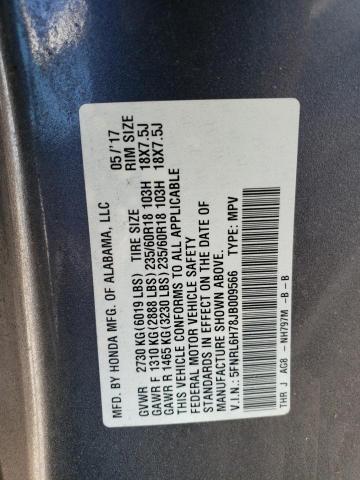 MFD. BY HONDA MFG. OF ALABAMA, LLC 05/'17
GVWR 2730 KG(6019 LBS) TIRE SIZE RIM SIZE
GAWR F 1310 KG(2888 LBS)235/60R18 103H 18X7.5J
GAWR R 1465 KG(3230 LBS)235/60R18 103H 18X7.5J
THIS VEHICLE CONFORMS TO ALL APPLICABLE
FEDERAL MOTOR VEHICLE SAFETY
STANDARDS IN EFFECT ON THE DATE OF
MANUFACTURE SHOWN ABOVE.
V.I.N.: 5FNRL6H78JB009566 TYPE: MPV
THR J AG8 -NH797M -B -B